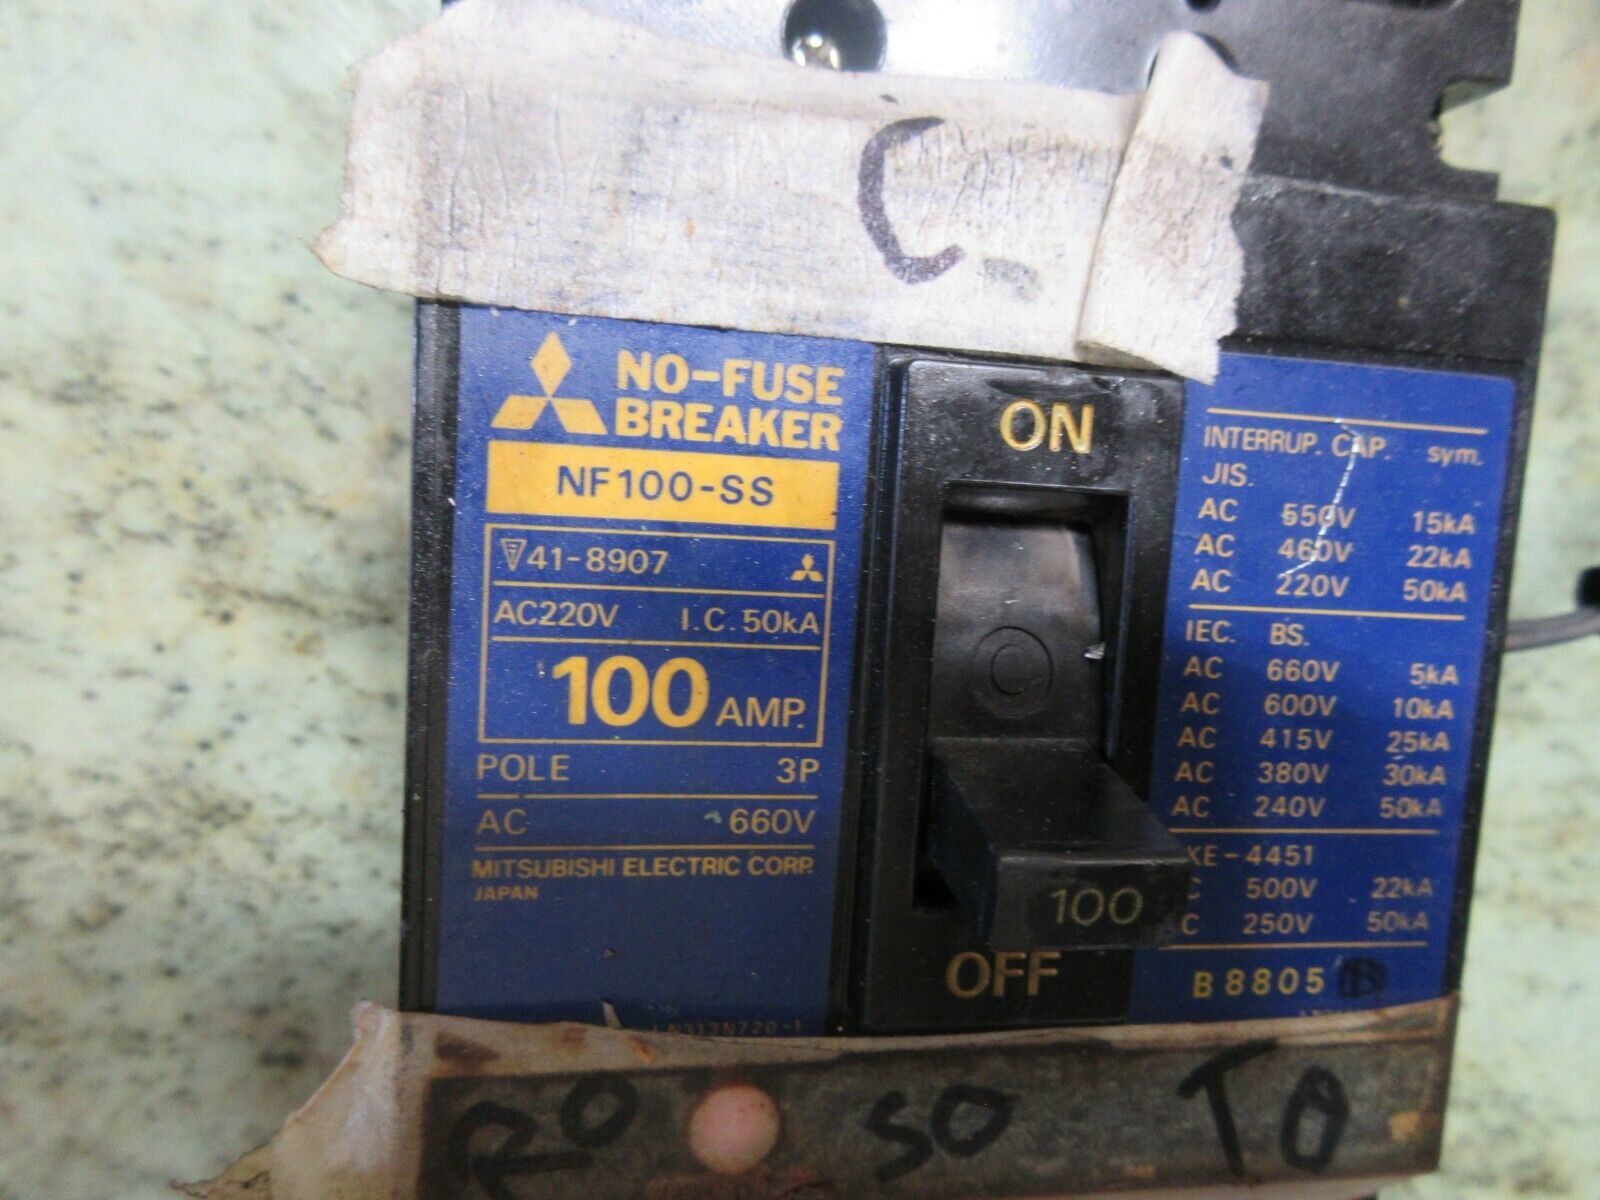 C
NO-FUSE
BREAKER
NF100-SS
41-8907
AC220V I.C. 50kA
100 AMP.
POLE 3P
AC 660V
MITSUBISHI ELECTRIC CORP.
JAPAN
ON
100
OFF
INTERRUP. CAP. sym.
JIS.
AC 550V 15kA
AC 460V 22kA
AC 220V 50kA
IEC. BS.
AC 660V 5kA
AC 600V 10kA
AC 415V 25kA
AC 380V 30kA
AC 240V 50kA
XE-4451
C 500V 22kA
C 250V 50kA
B8805
RO SO TO